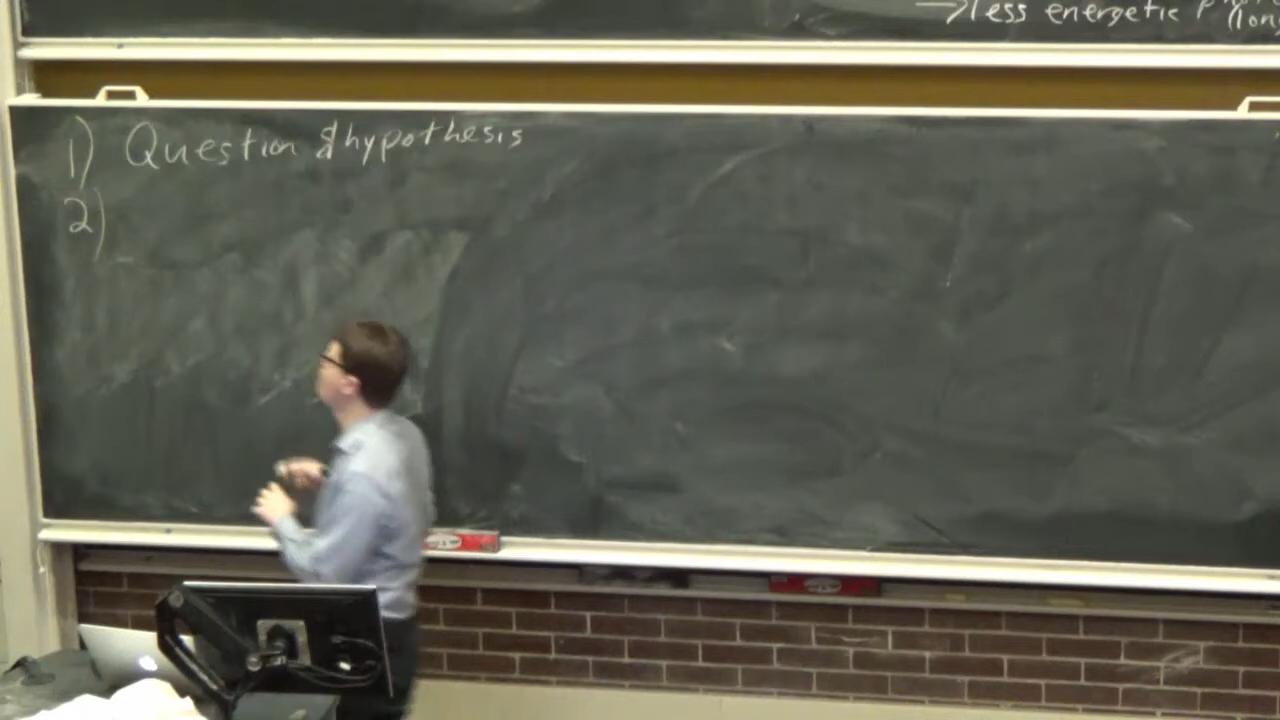 →less energetic
1) Question & hypothesis
2)